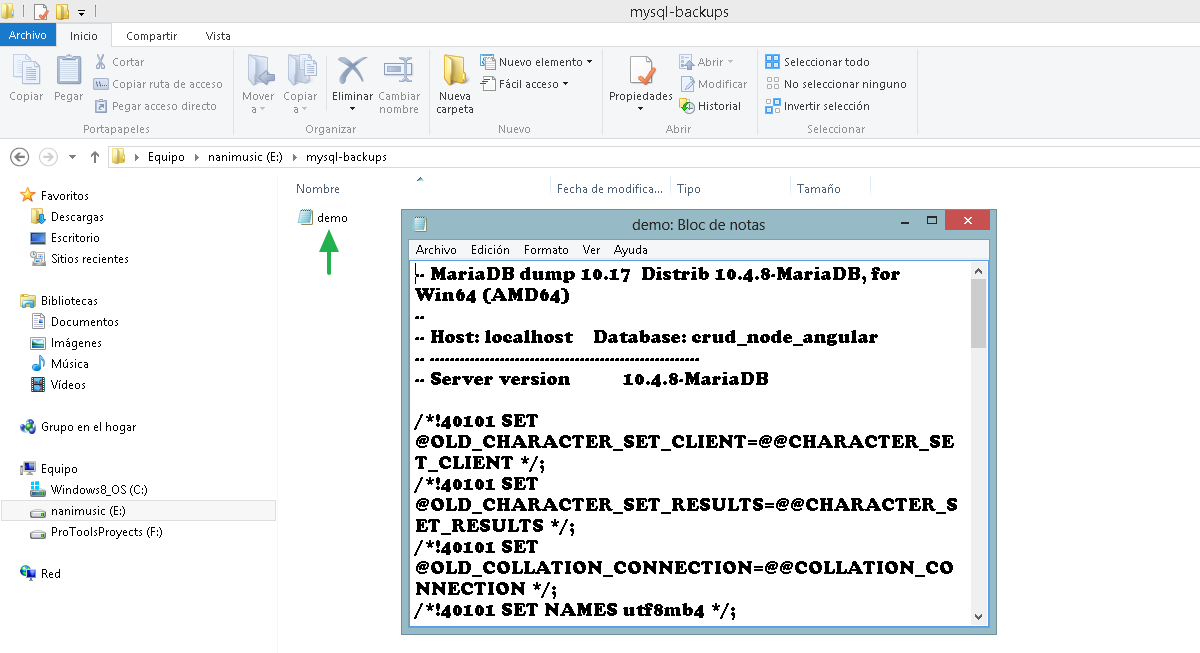 mysql-backups
Archivo Inicio Compartir Vista
Copiar
Pegar
Cortar
Copiar ruta de acceso
Pegar acceso directo
Portapapeles
Mover a
Copiar a
Eliminar
Cambiar nombre
Organizar
Nueva carpeta
Nuevo elemento
Fácil acceso
Nuevo
Propiedades
Abrir
Modificar
Historial
Abrir
Seleccionar todo
No seleccionar ninguno
Invertir selección
Seleccionar
Equipo nanimusic (E:) mysql-backups
Favoritos
Descargas
Escritorio
Sitios recientes
Bibliotecas
Documentos
Imágenes
Música
Vídeos
Grupo en el hogar
Equipo
Windows8_OS (C:)
nanimusic (E:)
ProToolsProyects (F:)
Red
Nombre Fecha de modifica... Tipo Tamaño
demo
demo: Bloc de notas
Archivo Edición Formato Ver Ayuda
-- MariaDB dump 10.17 Distrib 10.4.8-MariaDB, for
Win64 (AMD64)
--
-- Host: localhost Database: crud_node_angular
-- ------------------------------------------------------
-- Server version 10.4.8-MariaDB
/*!40101 SET
@OLD_CHARACTER_SET_CLIENT=@@CHARACTER_SE
T_CLIENT */;
/*!40101 SET
@OLD_CHARACTER_SET_RESULTS=@@CHARACTER_S
ET_RESULTS */;
/*!40101 SET
@OLD_COLLATION_CONNECTION=@@COLLATION_CO
NNECTION */;
/*!40101 SET NAMES utf8mb4 */;